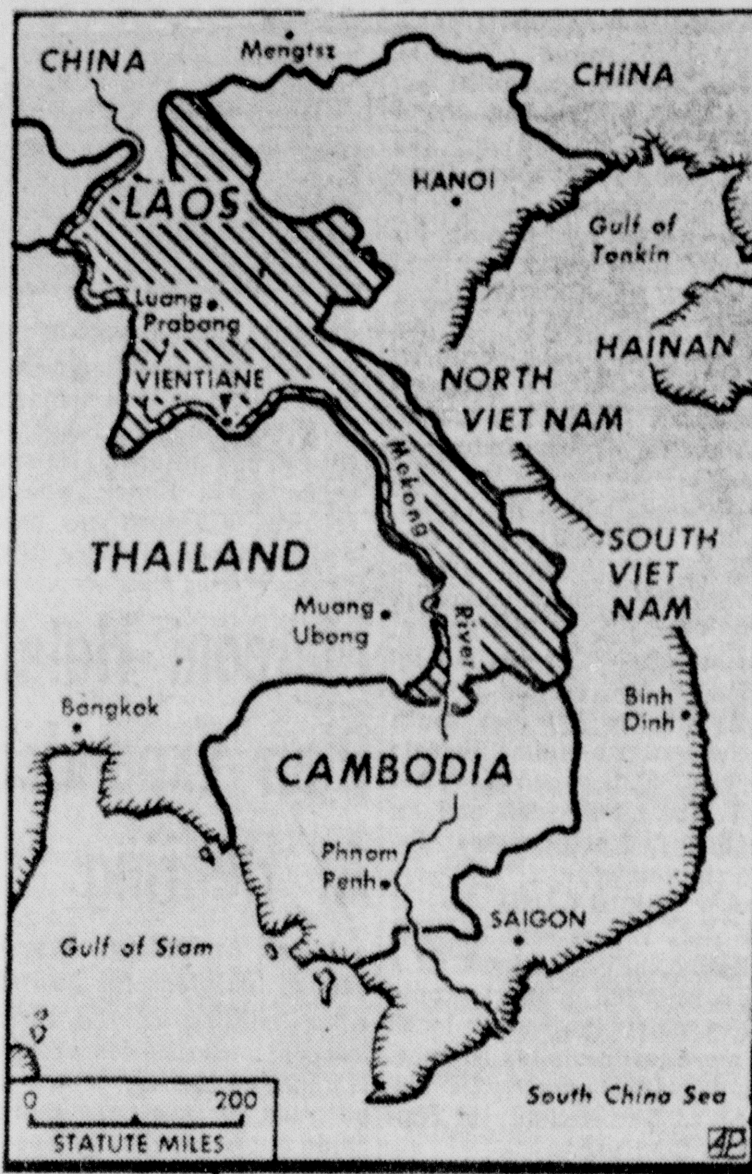 Mengtsz
CHINA
CHINA
HANOI
LAOS
Gulf of
Tonkin
Luang
Prabang
HAINAN
VIENTIANE
NORTH
VIET NAM
Mekong
River
THAILAND
SOUTH
VIET
NAM
Muang
Ubong
Bangkok
Binh
Dinh
CAMBODIA
Phnom
Penh
SAIGON
Gulf of Siam
0 200
STATUTE MILES
South China Sea
AP